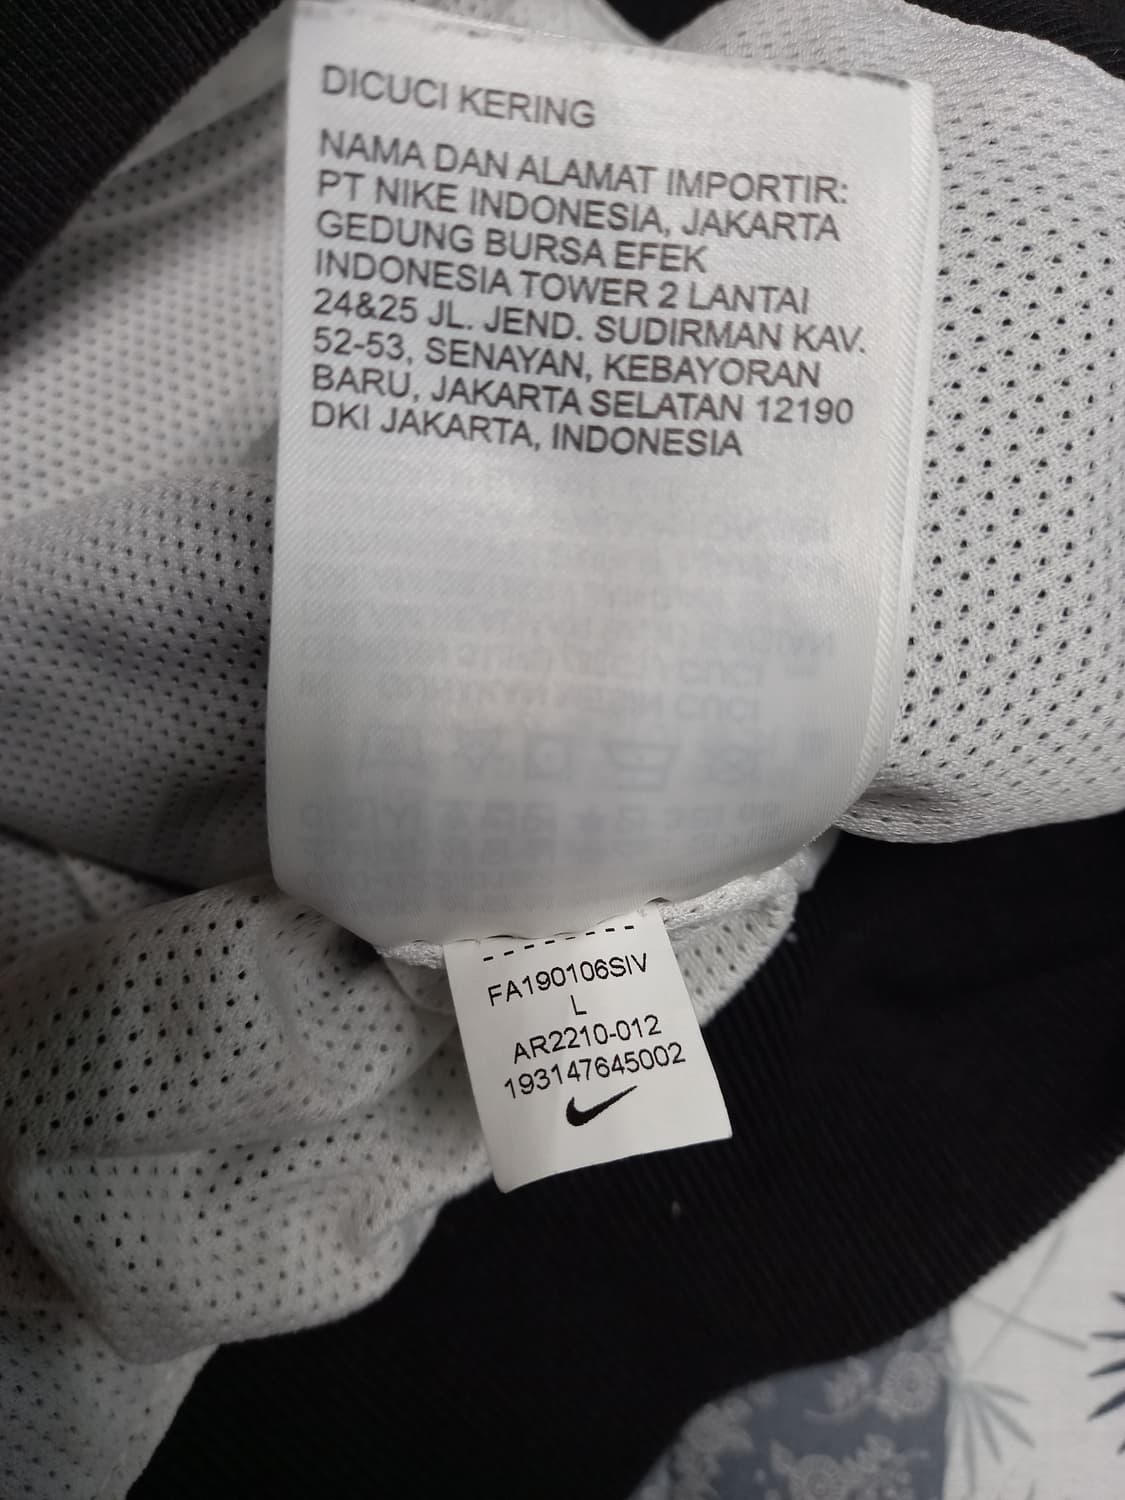 DICUCI KERING
NAMA DAN ALAMAT IMPORTIR:
PT NIKE INDONESIA, JAKARTA
GEDUNG BURSA EFEK
INDONESIA TOWER 2 LANTAI
24&25 JL. JEND. SUDIRMAN KAV.
52-53, SENAYAN, KEBAYORAN
BARU, JAKARTA SELATAN 12190
DKI JAKARTA, INDONESIA
FA190106SIV
L
AR2210-012
193147645002